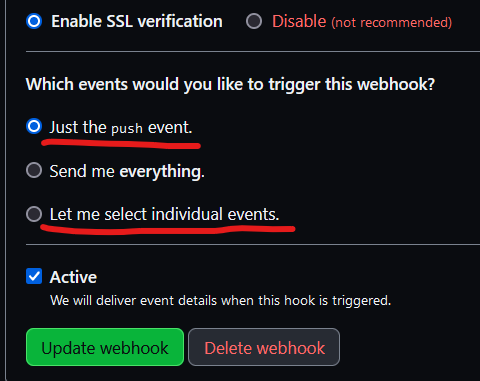 Enable SSL verification Disable (not recommended)
Which events would you like to trigger this webhook?
Just the push event.
Send me everything.
Let me select individual events.
Active
We will deliver event details when this hook is triggered.
Update webhook Delete webhook